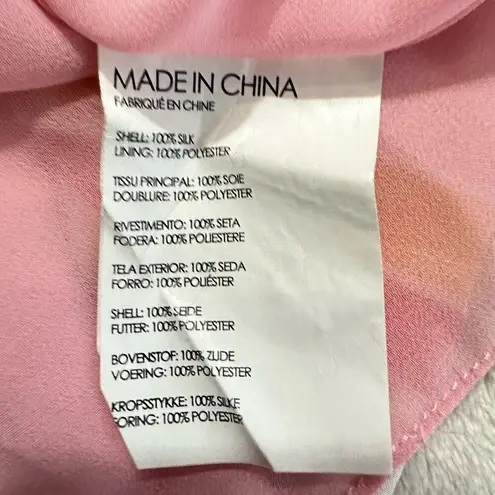 MADE IN CHINA
FABRIQUÉ EN CHINE
SHELL: 100% SILK
LINING: 100% POLYESTER
TISSU PRINCIPAL: 100% SOIE
DOUBLURE: 100% POLYESTER
RIVESTIMENTO: 100% SETA
FODERA: 100% POLIESTERE
TELA EXTERIOR: 100% SEDA
FORRO: 100% POLIÉSTER
SHELL: 100% SEIDE
FUTTER: 100% POLYESTER
BOVENSTOF: 100% ZIJDE
VOERING: 100% POLYESTER
KROPSSTYKKE: 100% SILKE
FORING: 100% POLYESTER